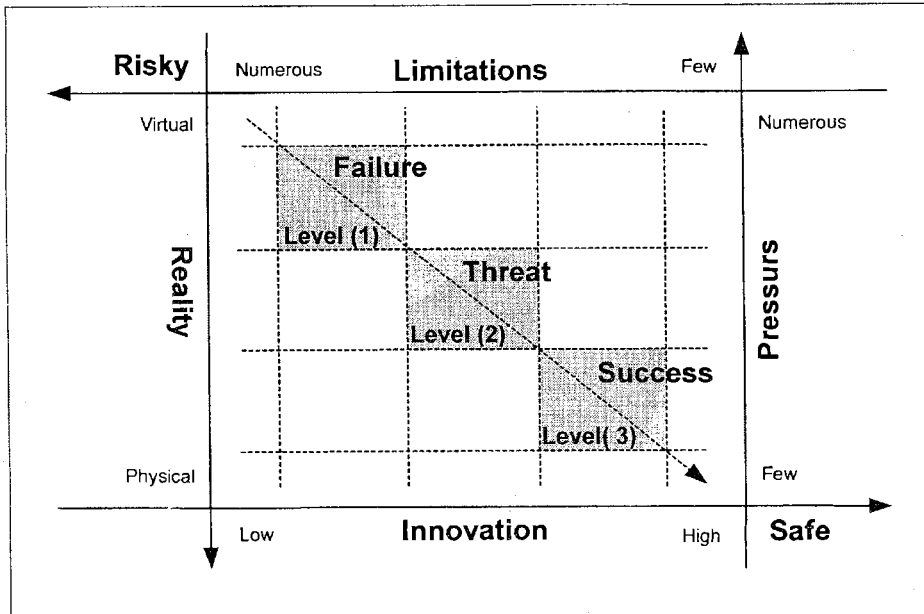 Risky
Numerous
Limitations
Few
Virtual
Numerous
Failure
Level (1)
Reality
Threat
Level (2)
Pressurs
Success
Level( 3)
Physical
Few
Low
Innovation
High
Safe